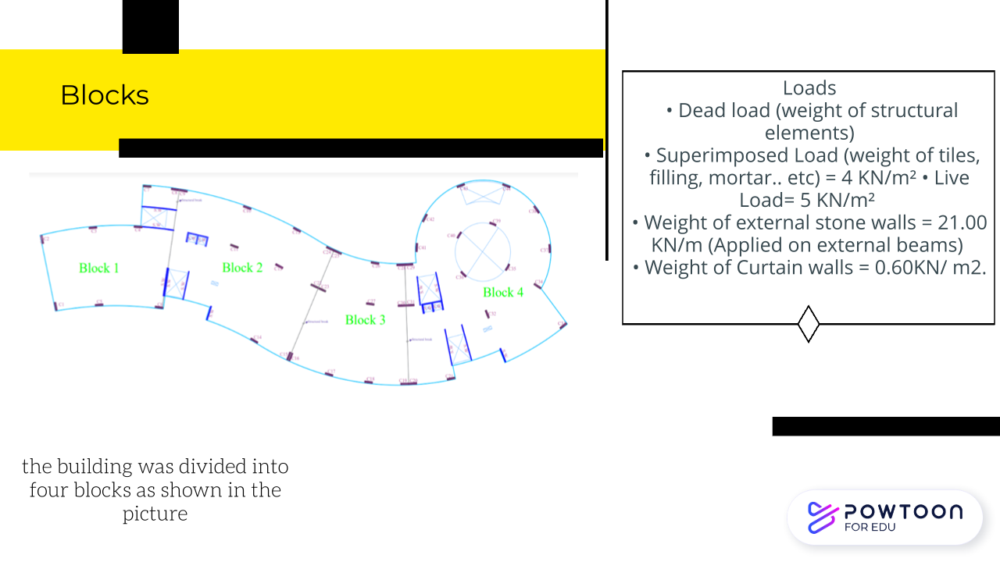 Blocks
Loads
• Dead load (weight of structural
elements)
• Superimposed Load (weight of tiles,
filling, mortar.. etc) = 4 KN/m² • Live
Load= 5 KN/m²
• Weight of external stone walls = 21.00
KN/m (Applied on external beams)
• Weight of Curtain walls = 0.60KN/ m2.
Block 1
Block 2
Block 3
Block 4
the building was divided into
four blocks as shown in the
picture
POWTOON
FOR EDU